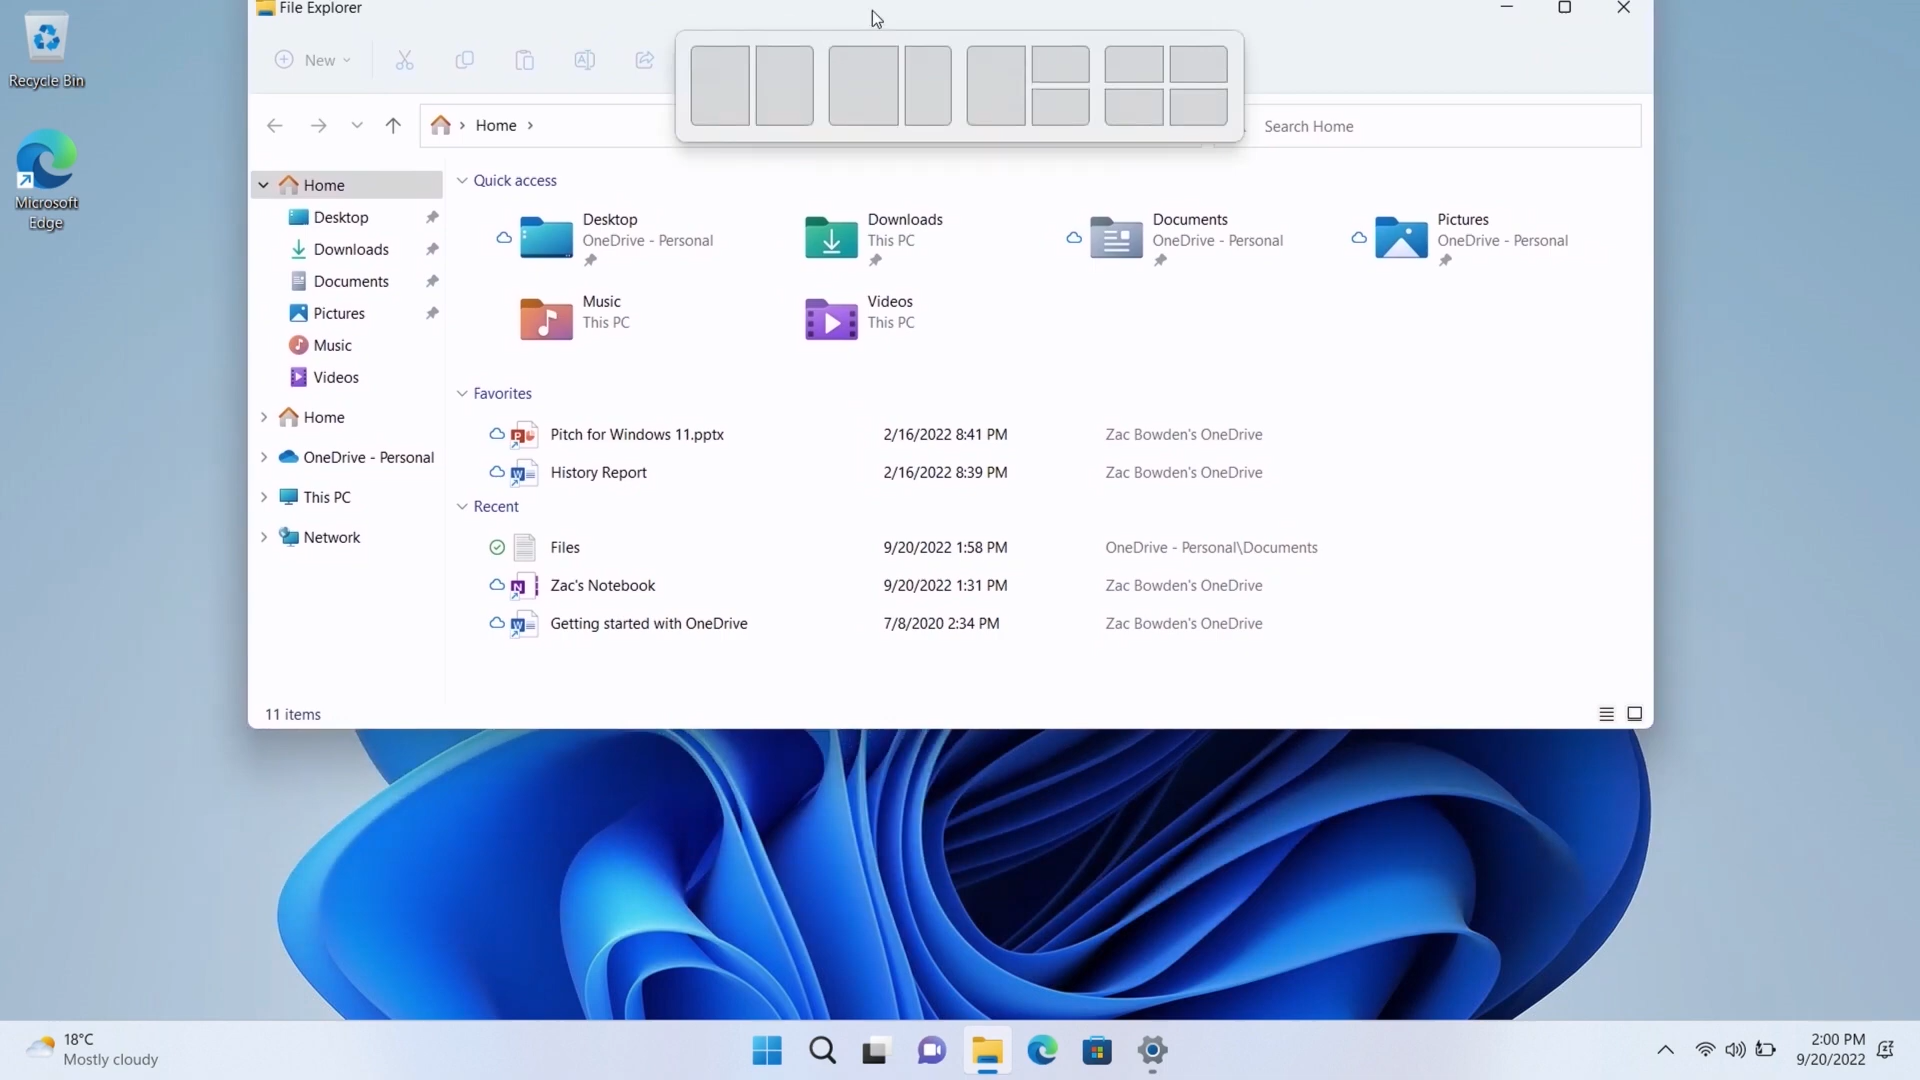 Recycle Bin
Microsoft
Edge
File Explorer
New
Home
Search Home
Home
Desktop
Downloads
Documents
Pictures
Music
Videos
Home
OneDrive - Personal
This PC
Network
Quick access
Desktop
OneDrive - Personal
Downloads
This PC
Documents
OneDrive - Personal
Pictures
OneDrive - Personal
Music
This PC
Videos
This PC
Favorites
Pitch for Windows 11.pptx 2/16/2022 8:41 PM Zac Bowden's OneDrive
History Report 2/16/2022 8:39 PM Zac Bowden's OneDrive
Recent
Files 9/20/2022 1:58 PM OneDrive - Personal\Documents
Zac's Notebook 9/20/2022 1:31 PM Zac Bowden's OneDrive
Getting started with OneDrive 7/8/2020 2:34 PM Zac Bowden's OneDrive
11 items
18°C
Mostly cloudy
2:00 PM
9/20/2022